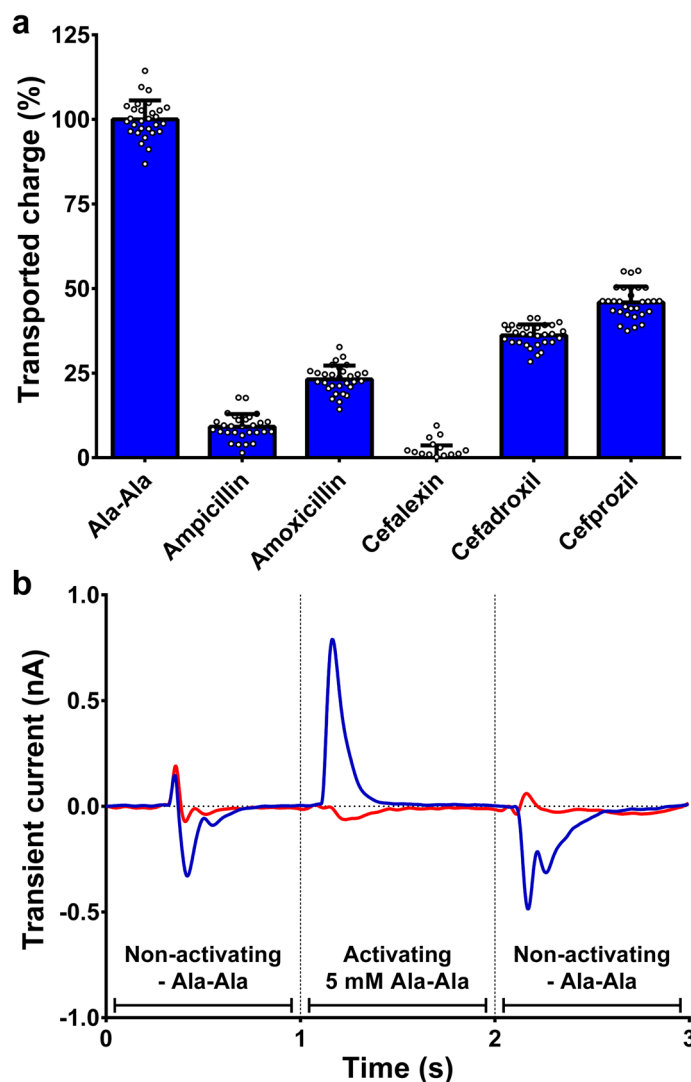 a
Transported charge (%)
125
100
75
50
25
0
Ala-Ala
Ampicillin
Amoxicillin
Cefalexin
Cefadroxil
Cefprozil
b
Transient current (nA)
1.0
0.5
0.0
-0.5
-1.0
Non-activating
- Ala-Ala
Activating
5 mM Ala-Ala
Non-activating
- Ala-Ala
0
1
2
3
Time (s)